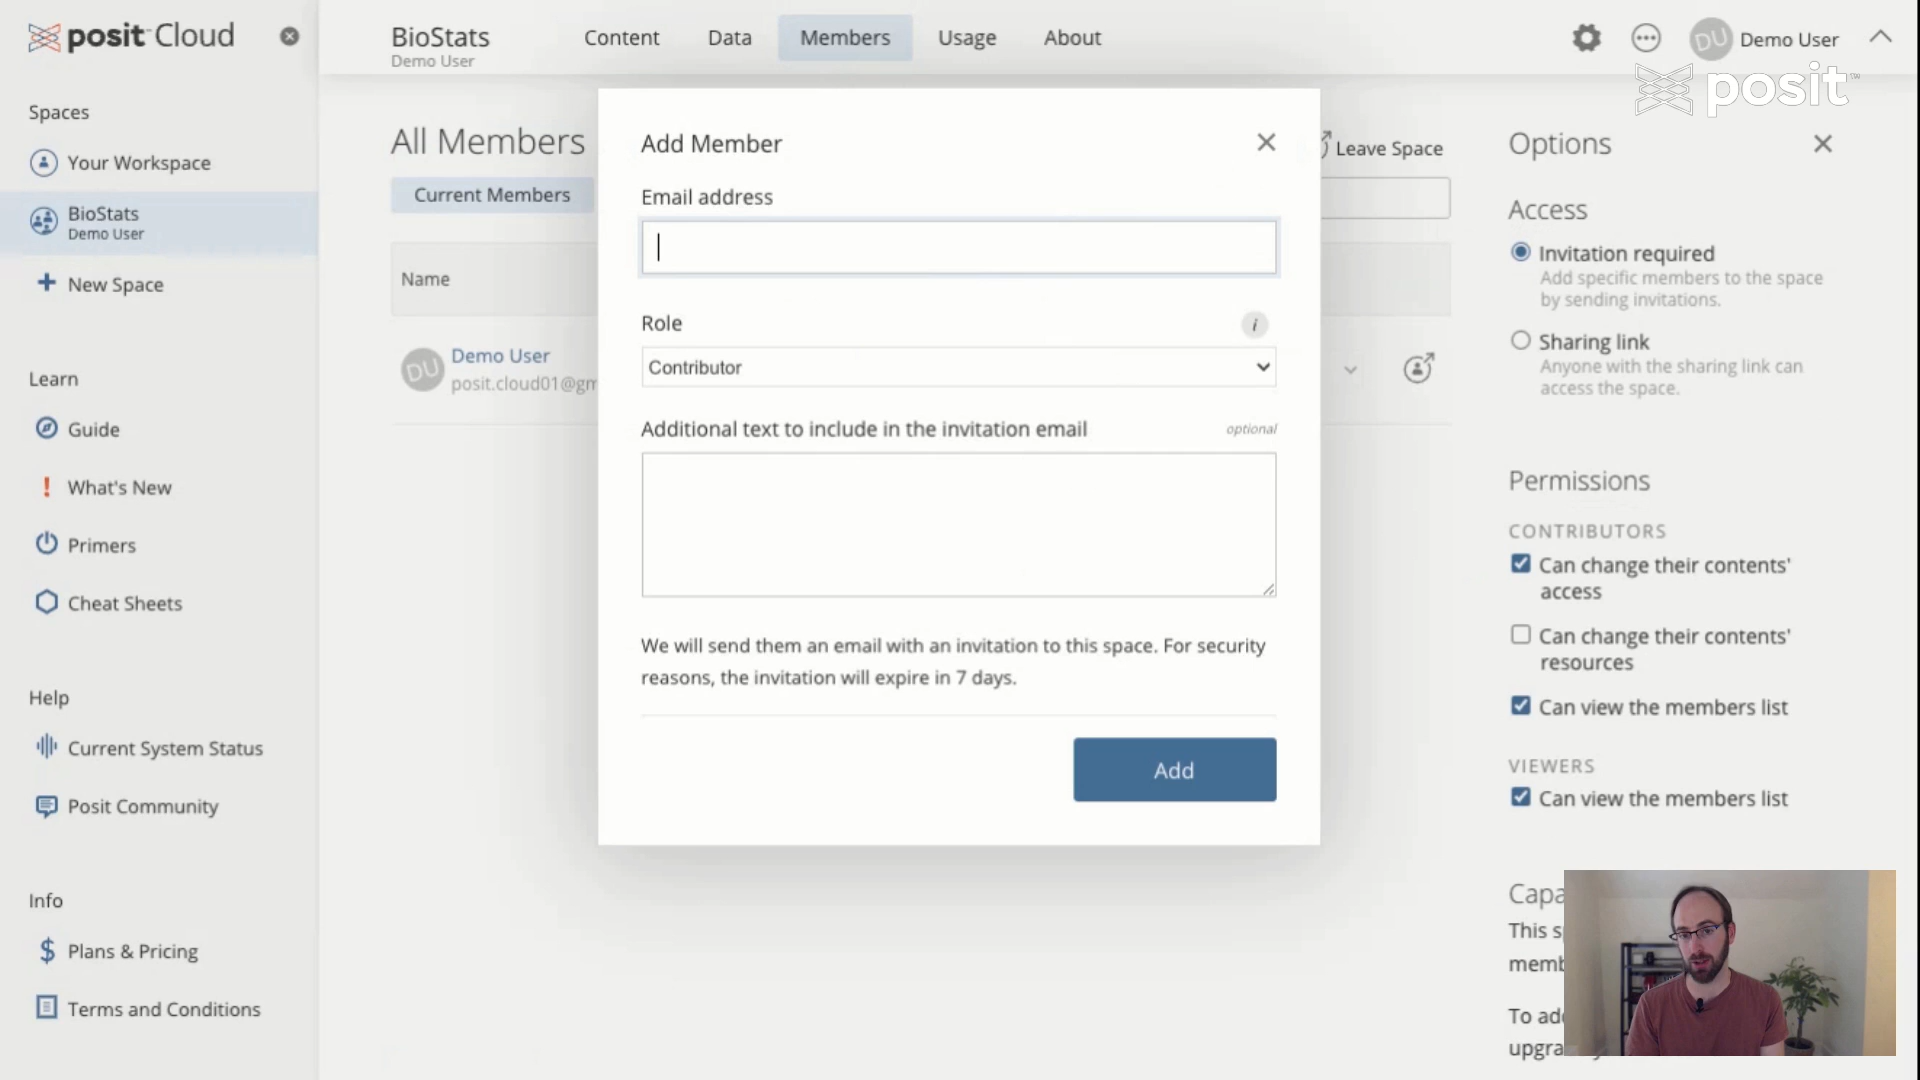 posit Cloud
Spaces
Your Workspace
BioStats
Demo User
New Space
Learn
Guide
What's New
Primers
Cheat Sheets
Help
Current System Status
Posit Community
Info
Plans & Pricing
Terms and Conditions
BioStats
Demo User
Content
Data
Members
Usage
About
DU
Demo User
posit
All Members
Leave Space
Current Members
Name
DU
Demo User
posit.cloud01@gm
Add Member
Email address
Role
i
Contributor
Additional text to include in the invitation email
optional
We will send them an email with an invitation to this space. For security
reasons, the invitation will expire in 7 days.
Add
Options
Access
Invitation required
Add specific members to the space
by sending invitations.
Sharing link
Anyone with the sharing link can
access the space.
Permissions
CONTRIBUTORS
Can change their contents'
access
Can change their contents'
resources
Can view the members list
VIEWERS
Can view the members list
Capa
This s
memb
To ad
upgra